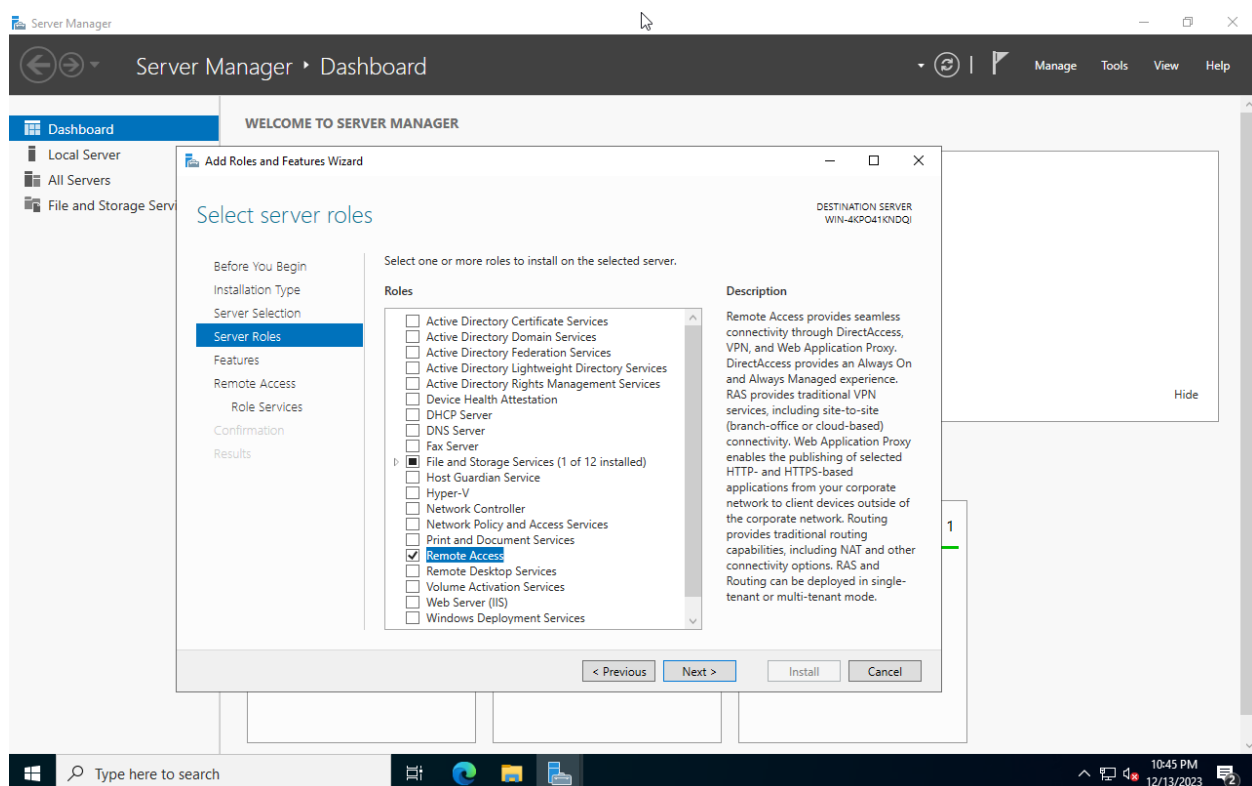 Server Manager
Server Manager ‣ Dashboard
Manage Tools View Help
Dashboard
Local Server
All Servers
File and Storage Servi
WELCOME TO SERVER MANAGER
Add Roles and Features Wizard
Select server roles
DESTINATION SERVER
WIN-4KPO41KNDQI
Before You Begin
Installation Type
Server Selection
Server Roles
Features
Remote Access
Role Services
Confirmation
Results
Select one or more roles to install on the selected server.
Roles
Active Directory Certificate Services
Active Directory Domain Services
Active Directory Federation Services
Active Directory Lightweight Directory Services
Active Directory Rights Management Services
Device Health Attestation
DHCP Server
DNS Server
Fax Server
File and Storage Services (1 of 12 installed)
Host Guardian Service
Hyper-V
Network Controller
Network Policy and Access Services
Print and Document Services
Remote Access
Remote Desktop Services
Volume Activation Services
Web Server (IIS)
Windows Deployment Services
Description
Remote Access provides seamless
connectivity through DirectAccess,
VPN, and Web Application Proxy.
DirectAccess provides an Always On
and Always Managed experience.
RAS provides traditional VPN
services, including site-to-site
(branch-office or cloud-based)
connectivity. Web Application Proxy
enables the publishing of selected
HTTP- and HTTPS-based
applications from your corporate
network to client devices outside of
the corporate network. Routing
provides traditional routing
capabilities, including NAT and other
connectivity options. RAS and
Routing can be deployed in single-
tenant or multi-tenant mode.
Hide
1
< Previous
Next >
Install
Cancel
Type here to search
10:45 PM
12/13/2023
2